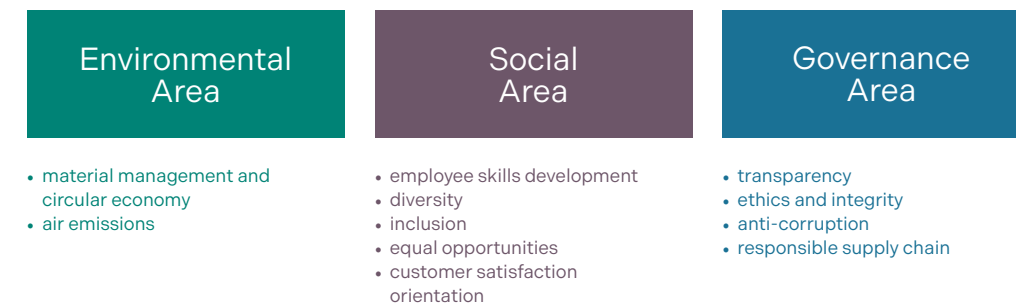 Environmental
Area
• material management and
circular economy
• air emissions
Social
Area
• employee skills development
• diversity
• inclusion
• equal opportunities
• customer satisfaction
orientation
Governance
Area
• transparency
• ethics and integrity
• anti-corruption
• responsible supply chain